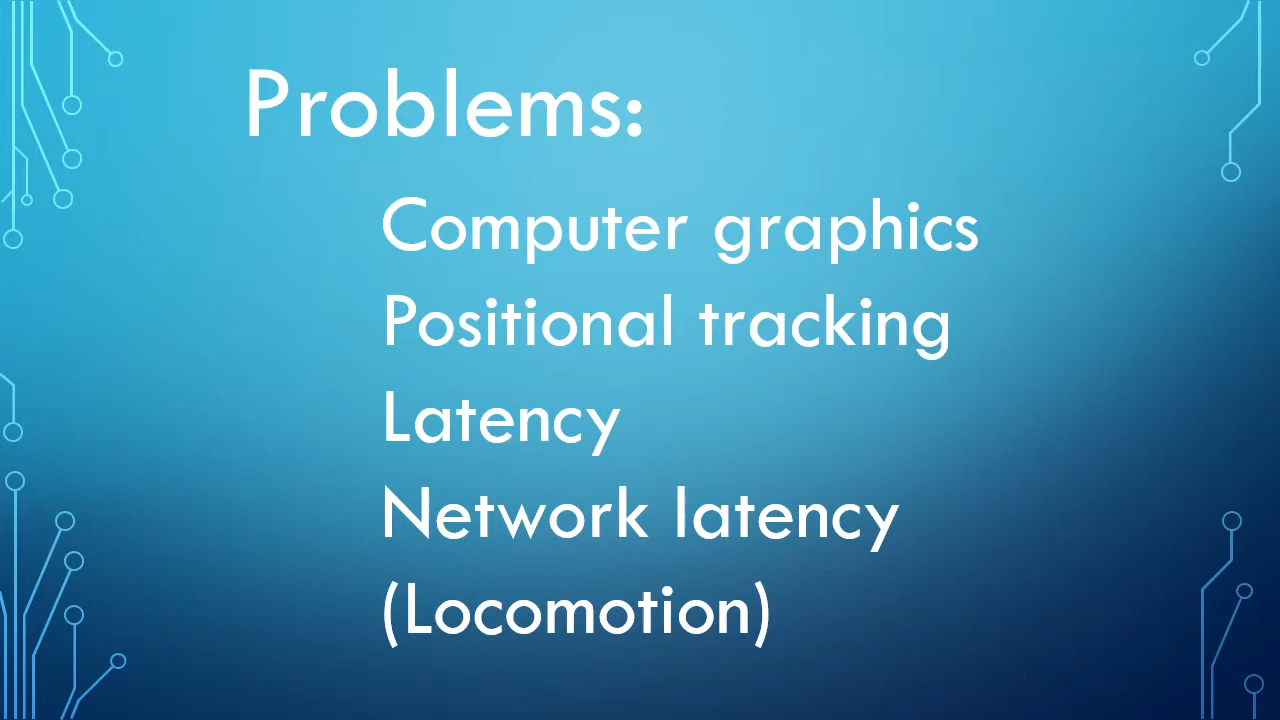 Problems:
Computer graphics
Positional tracking
Latency
Network latency
(Locomotion)